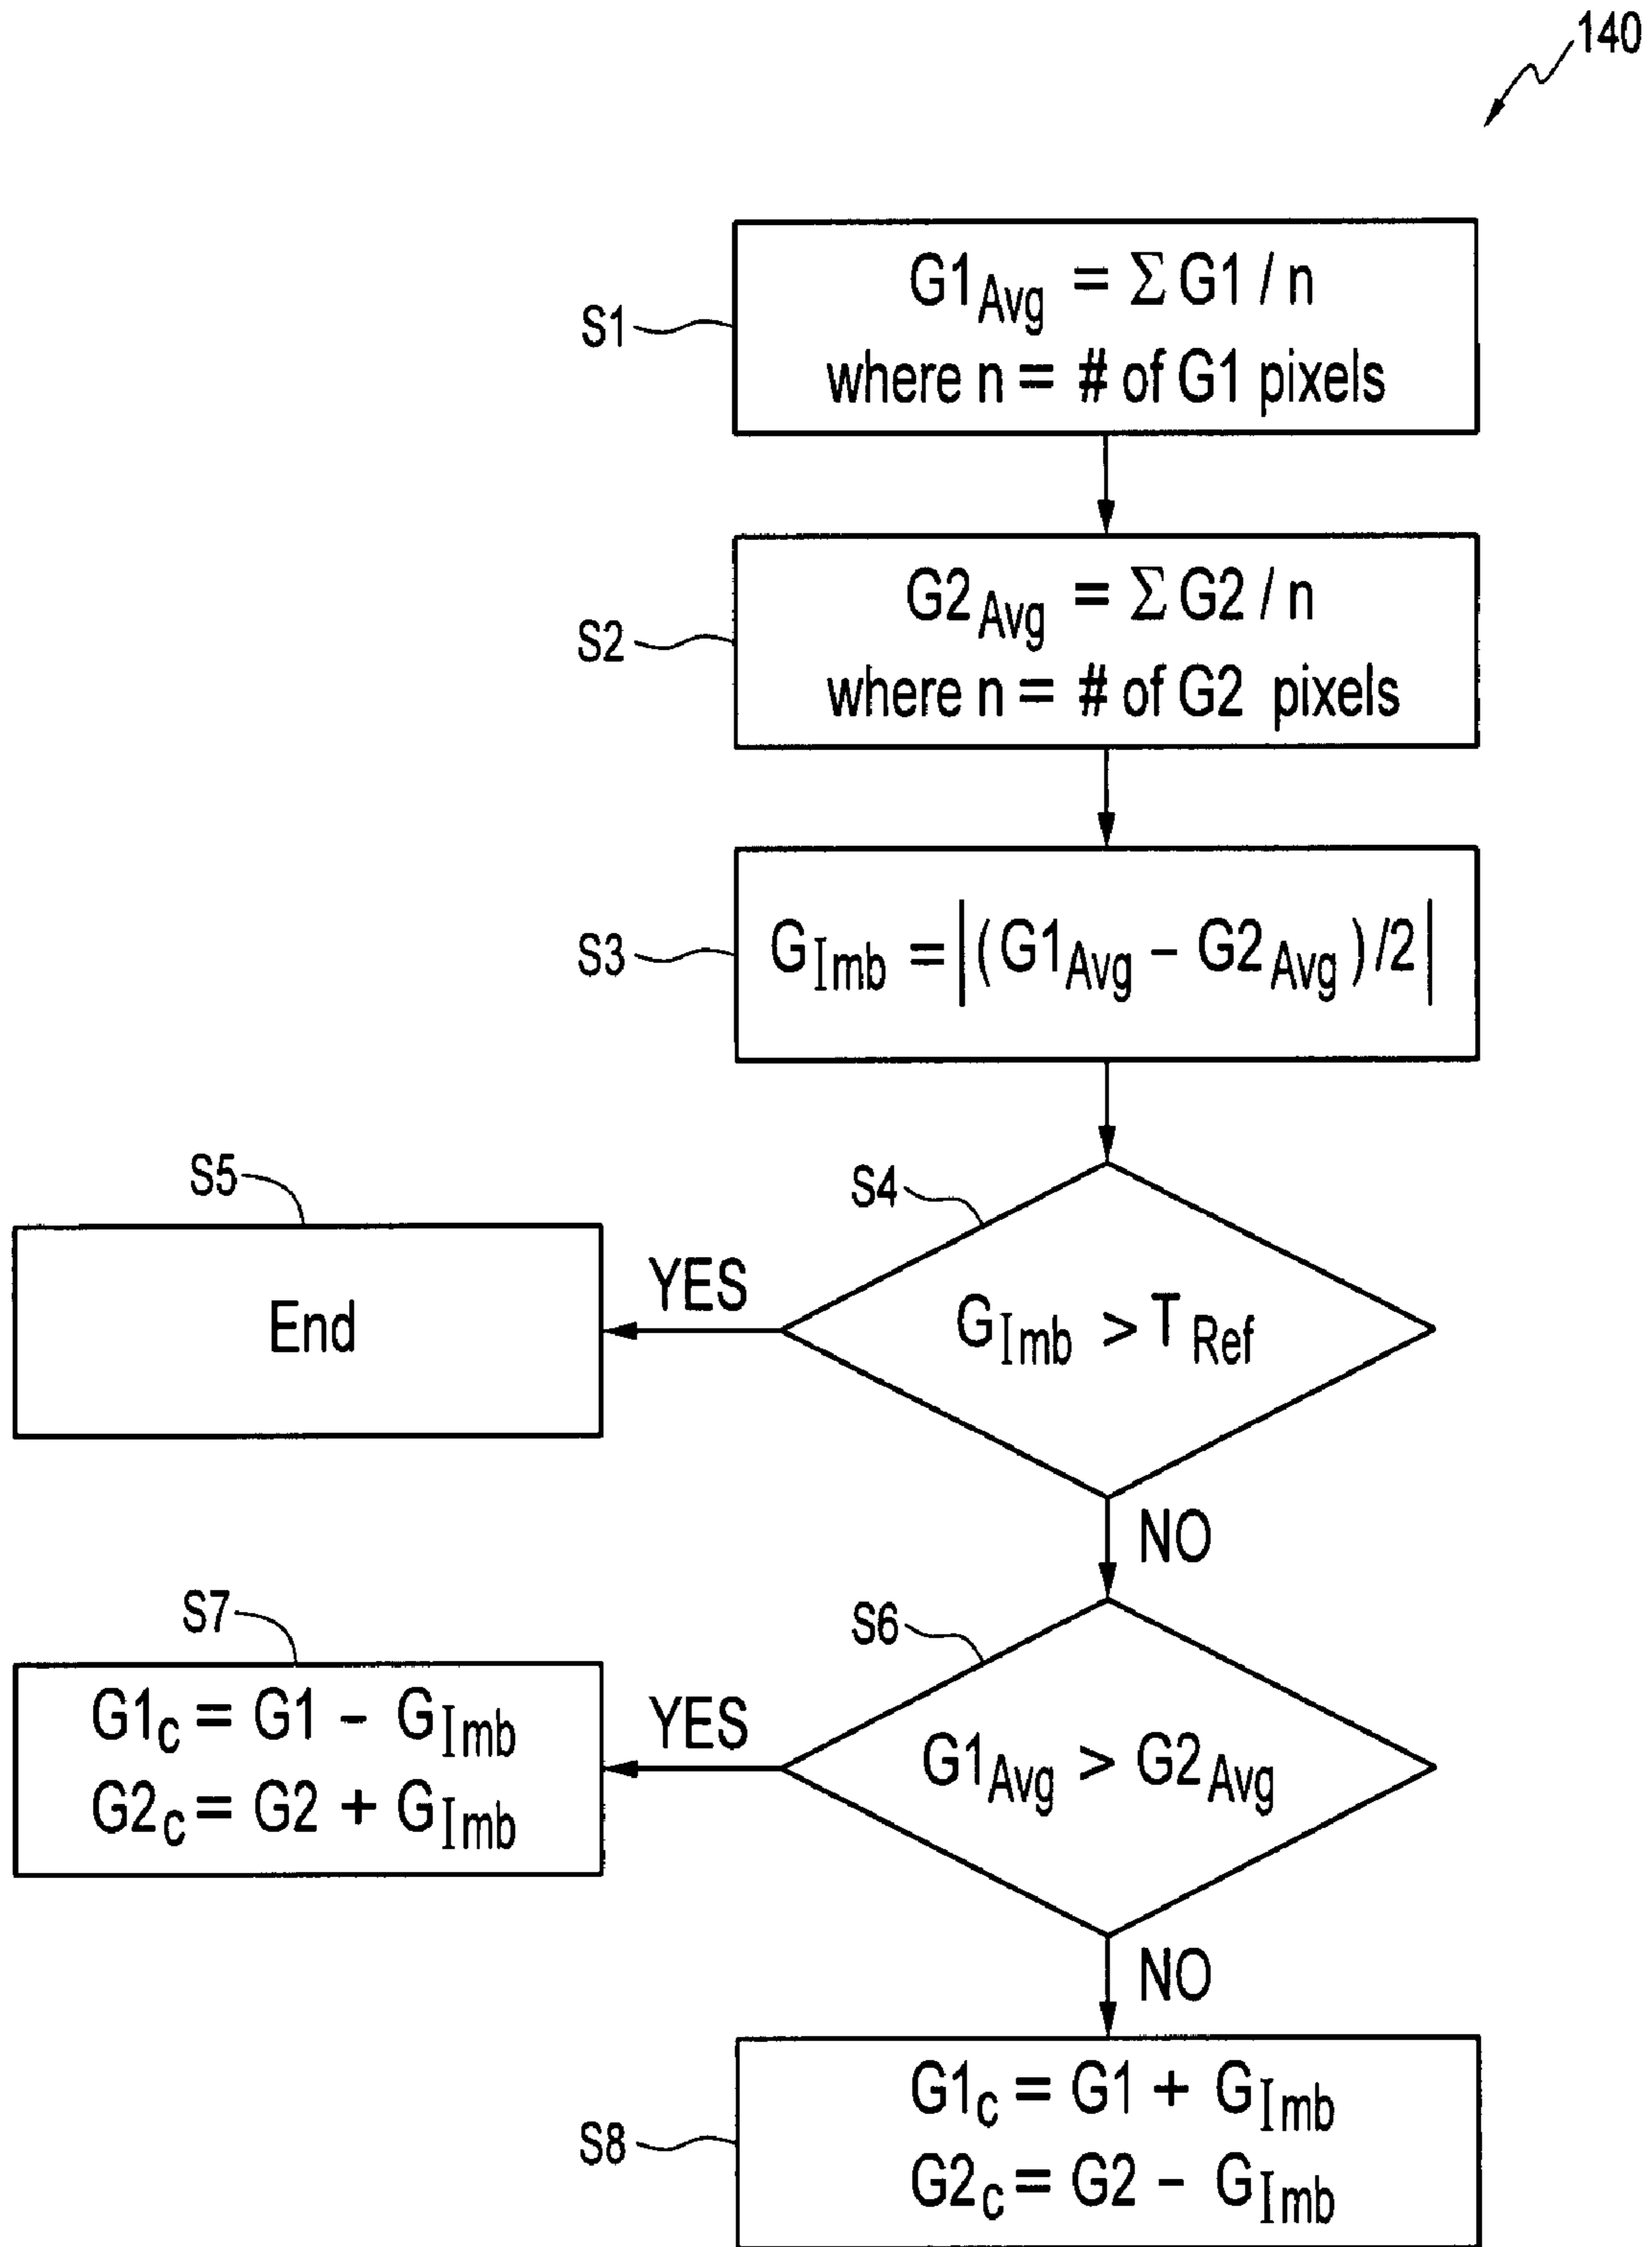 140
S1
G1Avg = Σ G1 / n
where n = # of G1 pixels
S2
G2Avg = Σ G2 / n
where n = # of G2 pixels
S3
GImb = |(G1Avg - G2Avg)/2|
S4
GImb > TRef
YES
S5
End
NO
S6
G1Avg > G2Avg
YES
S7
G1c = G1 - GImb
G2c = G2 + GImb
NO
S8
G1c = G1 + GImb
G2c = G2 - GImb